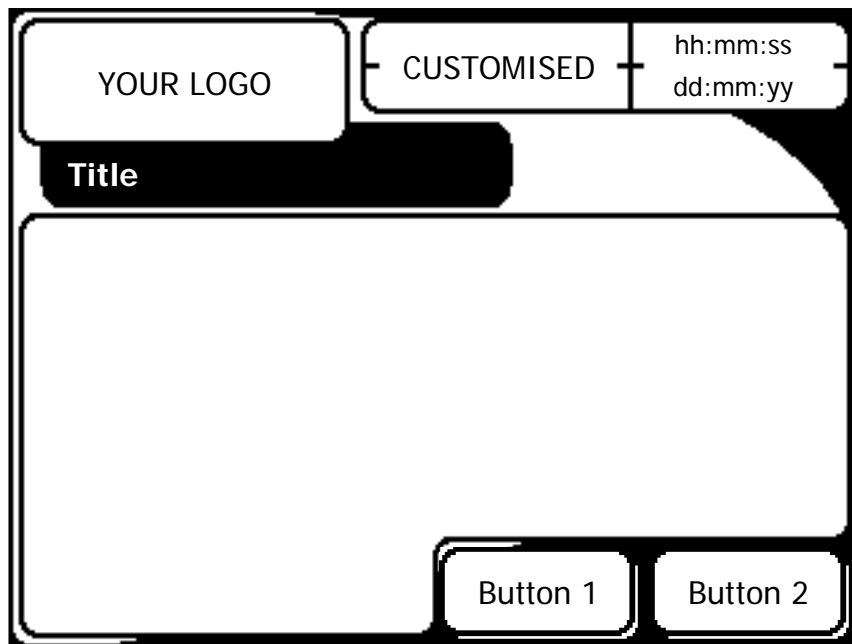 YOUR LOGO
CUSTOMISED
hh:mm:ss
dd:mm:yy
Title
Button 1
Button 2